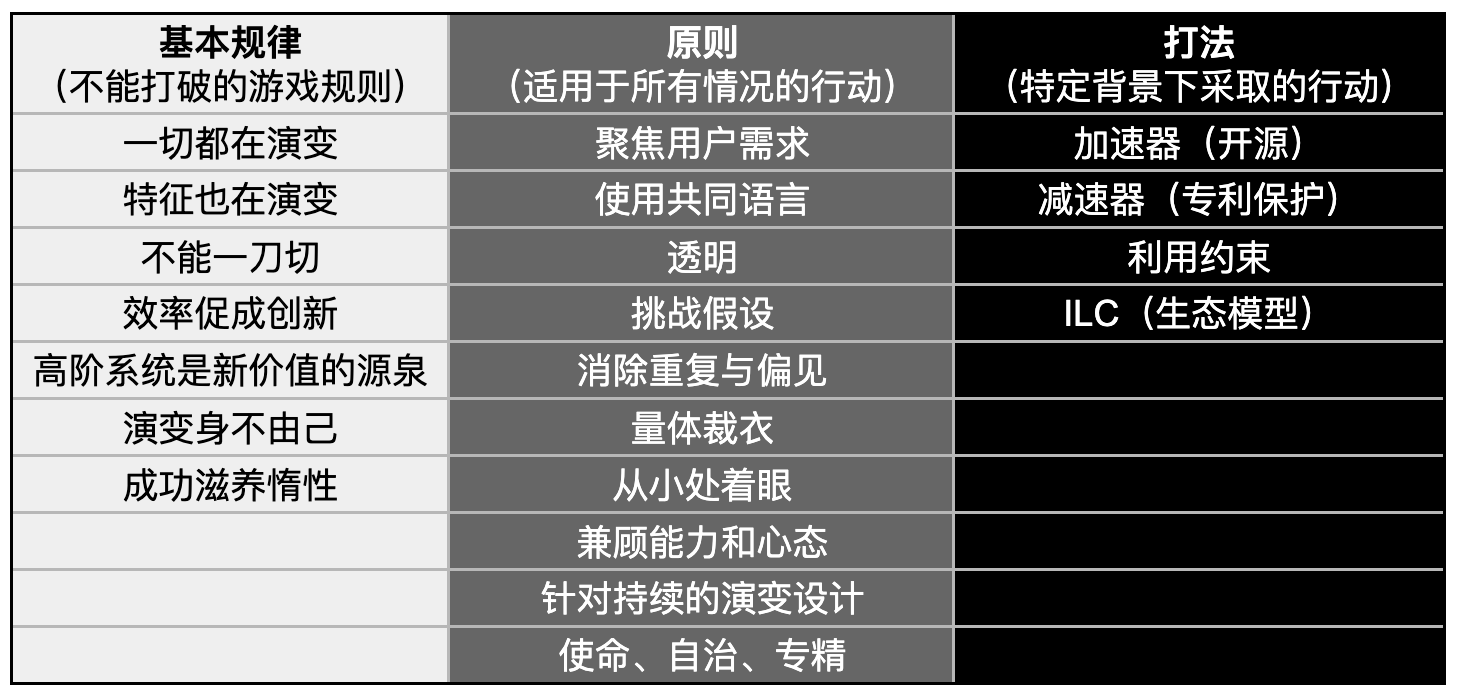 基本规律 原则 打法
（不能打破的游戏规则） （适用于所有情况的行动） （特定背景下采取的行动）
一切都在演变 聚焦用户需求 加速器（开源）
特征也在演变 使用共同语言 减速器（专利保护）
不能一刀切 透明 利用约束
效率促成创新 挑战假设 ILC（生态模型）
高阶系统是新价值的源泉 消除重复与偏见
演变身不由己 量体裁衣
成功滋养惰性 从小处着眼
兼顾能力和心态
针对持续的演变设计
使命、自治、专精